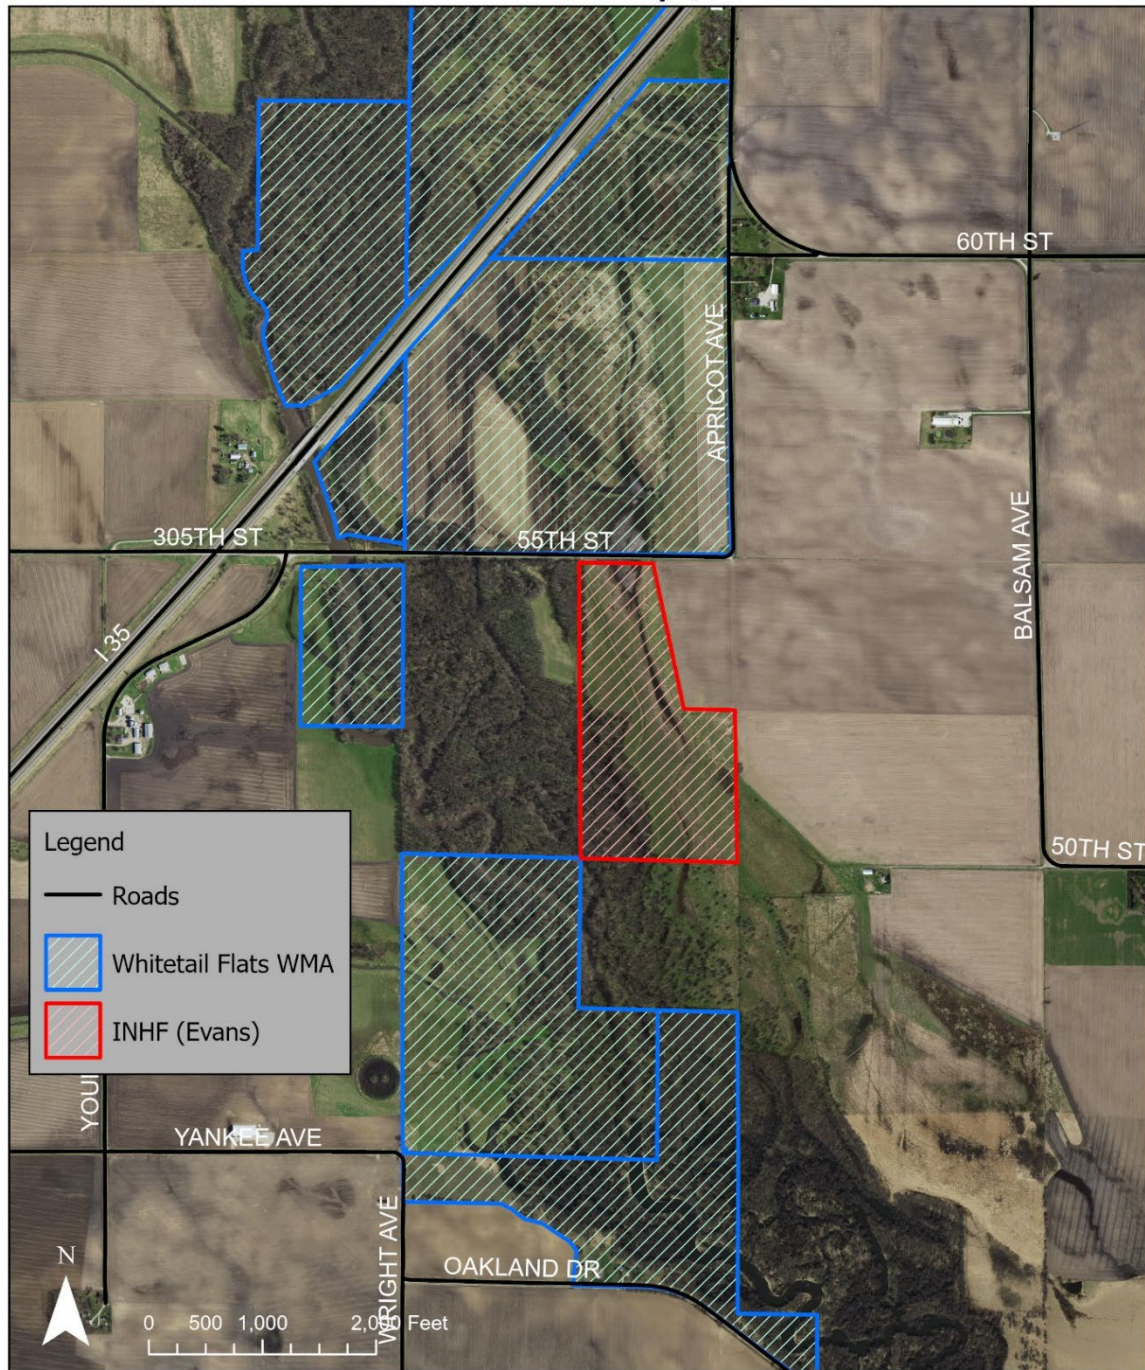 60TH ST
APRICOT AVE
305TH ST
55TH ST
BALSAM AVE
I 35
50TH ST
Legend
Roads
Whitetail Flats WMA
INHF (Evans)
YOU
YANKEE AVE
WRIGHT AVE
OAKLAND DR
N
0 500 1,000 2,000 Feet